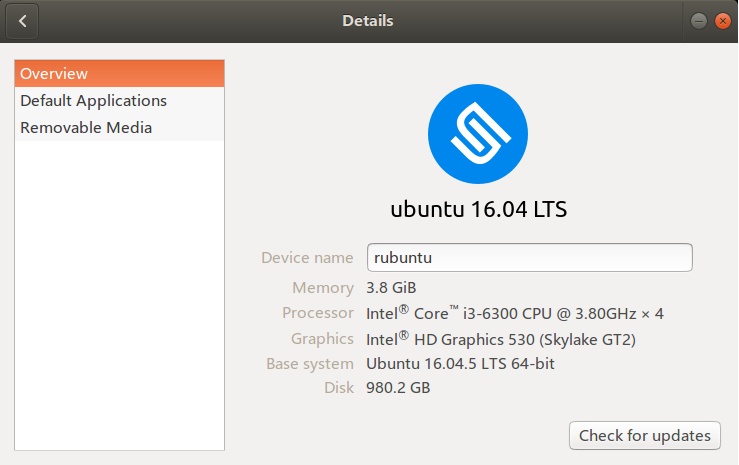 Details
Overview
Default Applications
Removable Media
ubuntu 16.04 LTS
Device name rubuntu
Memory 3.8 GiB
Processor Intel® Core™ i3-6300 CPU @ 3.80GHz × 4
Graphics Intel® HD Graphics 530 (Skylake GT2)
Base system Ubuntu 16.04.5 LTS 64-bit
Disk 980.2 GB
Check for updates